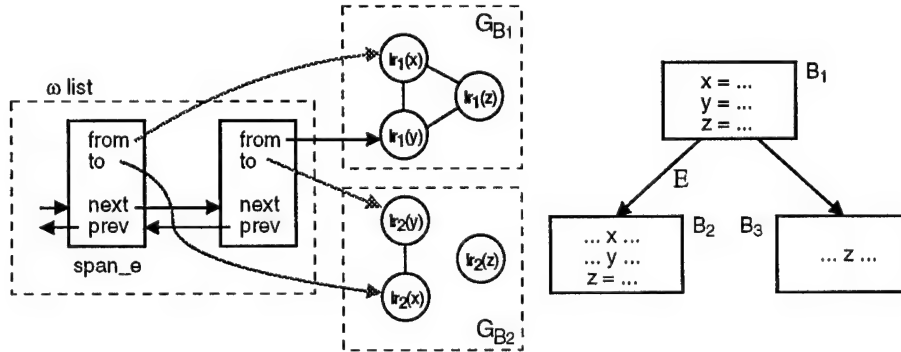 ω list
from
to
next
prev
span_e
from
to
next
prev
G_B1
lr1(x)
lr1(z)
lr1(y)
lr2(y)
lr2(z)
lr2(x)
G_B2
B1
x = ...
y = ...
z = ...
E
B2
... x ...
... y ...
z = ...
B3
... z ...